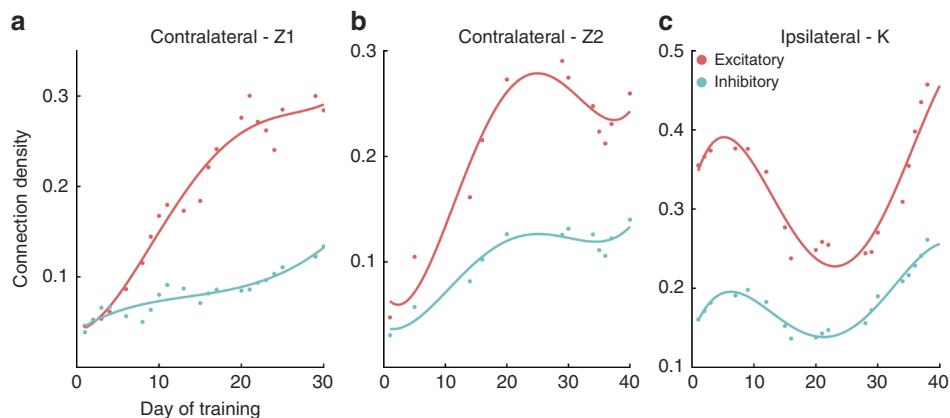 a
Contralateral - Z1
Connection density
0.3
0.2
0.1
0
10
20
30
Day of training
b
Contralateral - Z2
0.3
0.2
0.1
0
10
20
30
40
c
Ipsilateral - K
Excitatory
Inhibitory
0.5
0.4
0.3
0.2
0.1
0
10
20
30
40